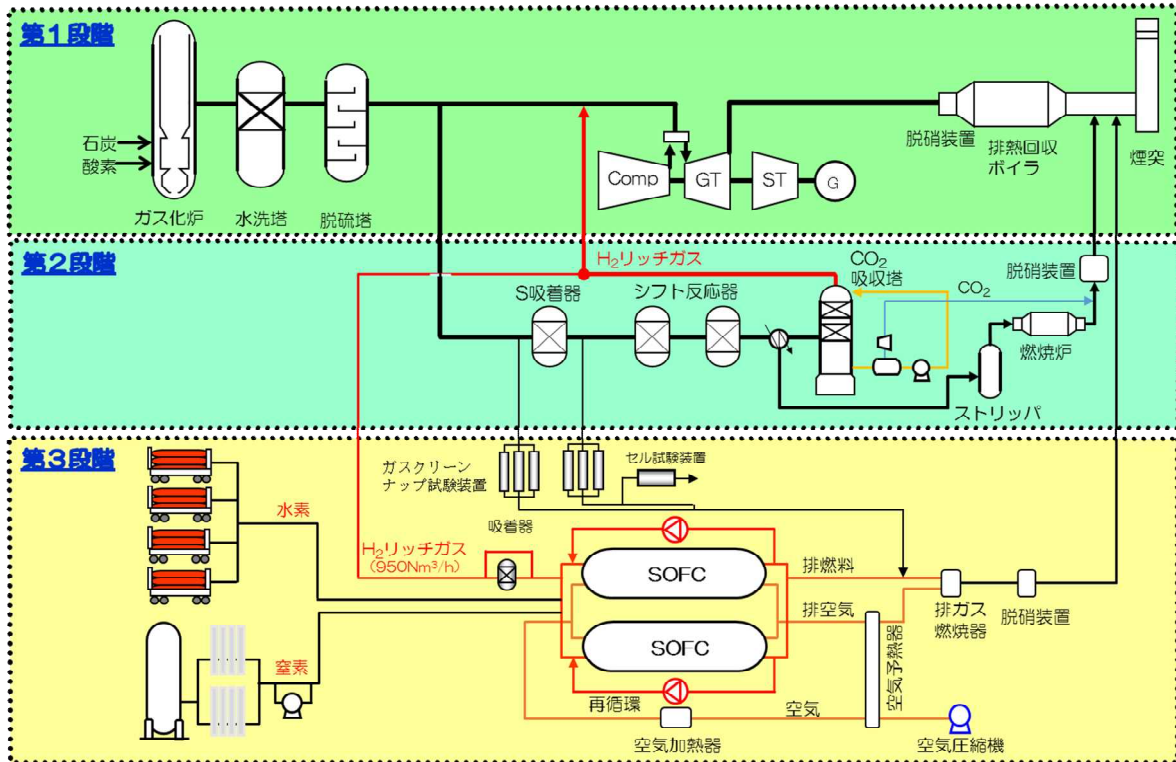 第1段階
石炭
酸素
ガス化炉
水洗塔
脱硫塔
Comp
GT
ST
G
脱硝装置
排熱回収
ボイラ
煙突
第2段階
H₂リッチガス
S吸着器
シフト反応器
CO₂
吸収塔
CO₂
脱硝装置
燃焼炉
ストリッパ
第3段階
ガスクリーン
ナップ試験装置
セル試験装置
水素
吸着器
H₂リッチガス
(950Nm³/h)
SOFC
排燃料
排空気
排ガス
燃焼器
脱硝装置
SOFC
空気予熱器
窒素
再循環
空気
空気加熱器
空気圧縮機